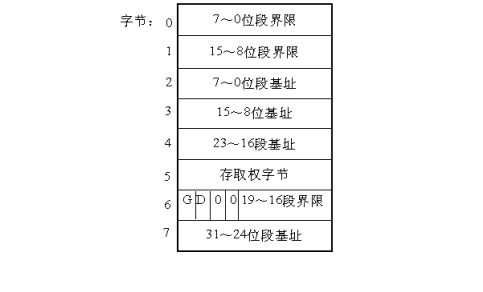 字节： 0 7～0位段界限
1 15～8位段界限
2 7～0位段基址
3 15～8位基址
4 23～16段基址
5 存取权字节
6 G D 0 0 19～16段界限
7 31～24位段基址